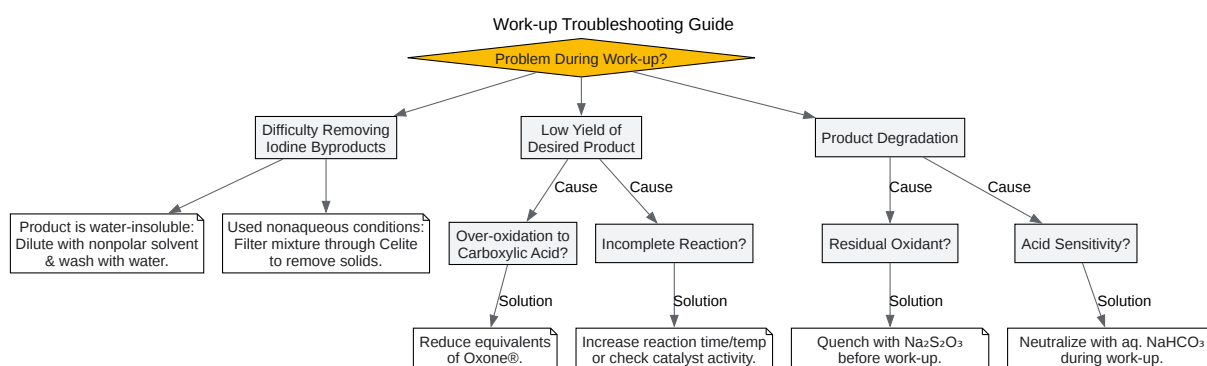 Work-up Troubleshooting Guide
Problem During Work-up?
Difficulty Removing
Iodine Byproducts
Low Yield of
Desired Product
Product Degradation
Cause
Cause
Cause
Cause
Product is water-insoluble:
Dilute with nonpolar solvent
& wash with water.
Used nonaqueous conditions:
Filter mixture through Celite
to remove solids.
Over-oxidation to
Carboxylic Acid?
Incomplete Reaction?
Residual Oxidant?
Acid Sensitivity?
Solution
Solution
Solution
Solution
Reduce equivalents
of Oxone®.
Increase reaction time/temp
or check catalyst activity.
Quench with Na₂S₂O₃
before work-up.
Neutralize with aq. NaHCO₃
during work-up.